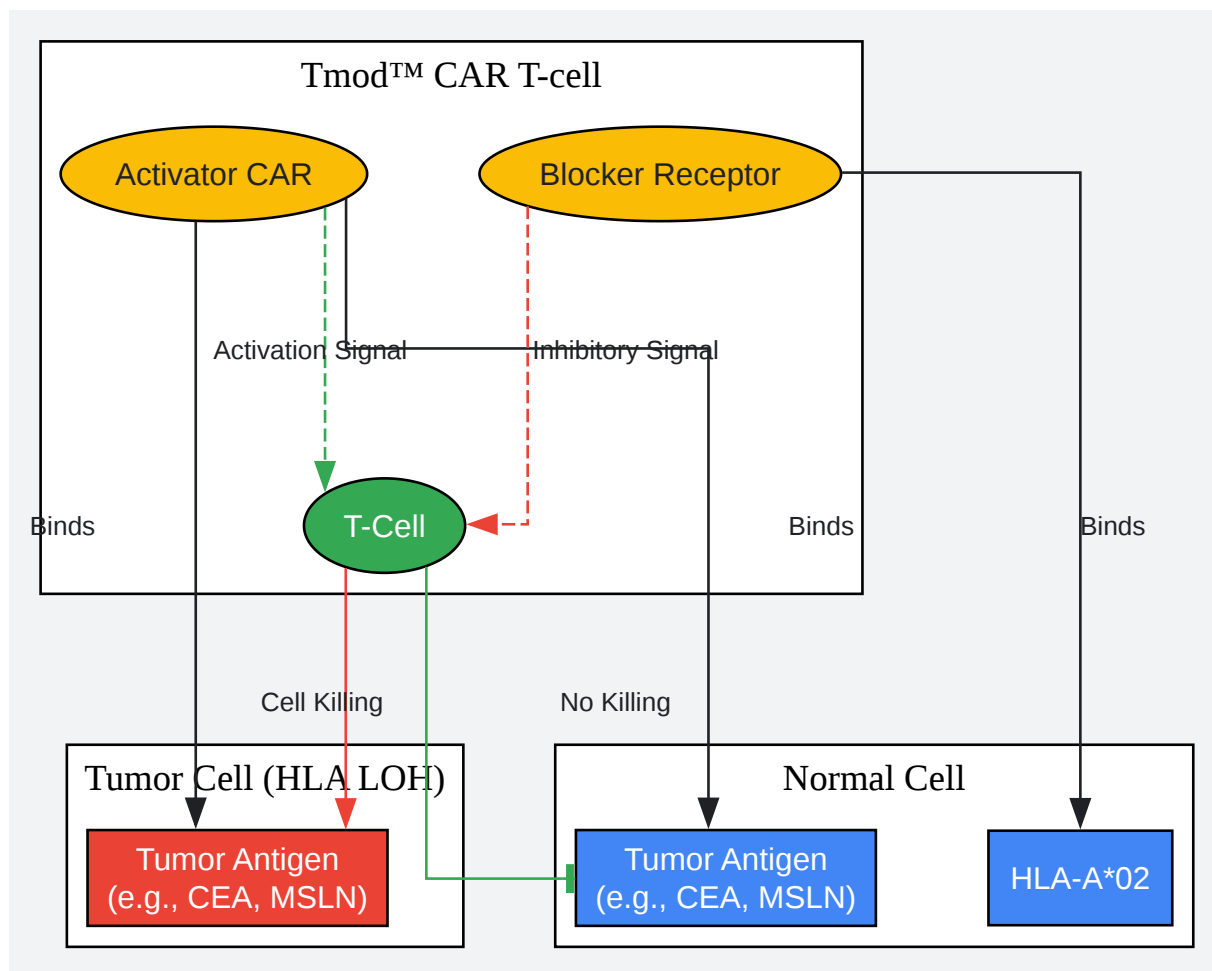 Tmod™ CAR T-cell
Activator CAR
Blocker Receptor
Activation Signal
Inhibitory Signal
Binds
T-Cell
Binds
Binds
Cell Killing
No Killing
Tumor Cell (HLA LOH)
Normal Cell
Tumor Antigen
(e.g., CEA, MSLN)
Tumor Antigen
(e.g., CEA, MSLN)
HLA-A*02